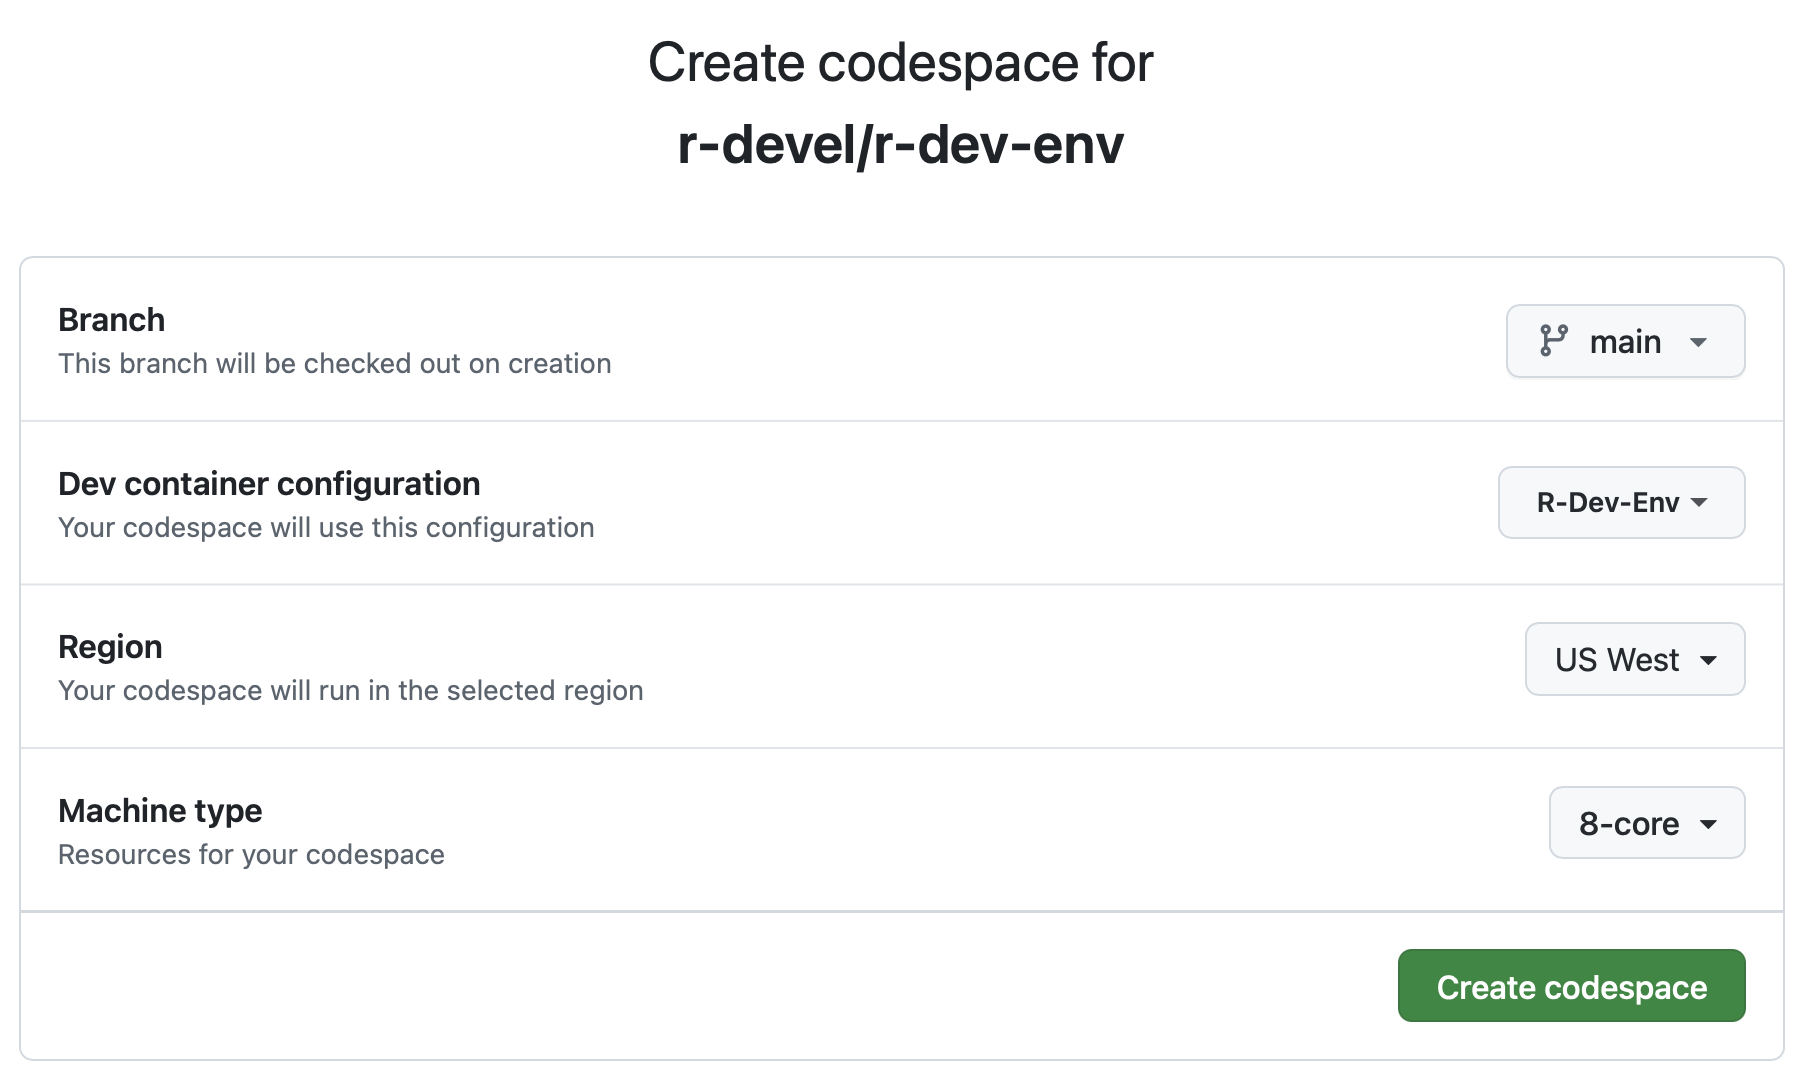 Create codespace for
r-devel/r-dev-env
Branch
This branch will be checked out on creation
main
Dev container configuration
Your codespace will use this configuration
R-Dev-Env
Region
Your codespace will run in the selected region
US West
Machine type
Resources for your codespace
8-core
Create codespace